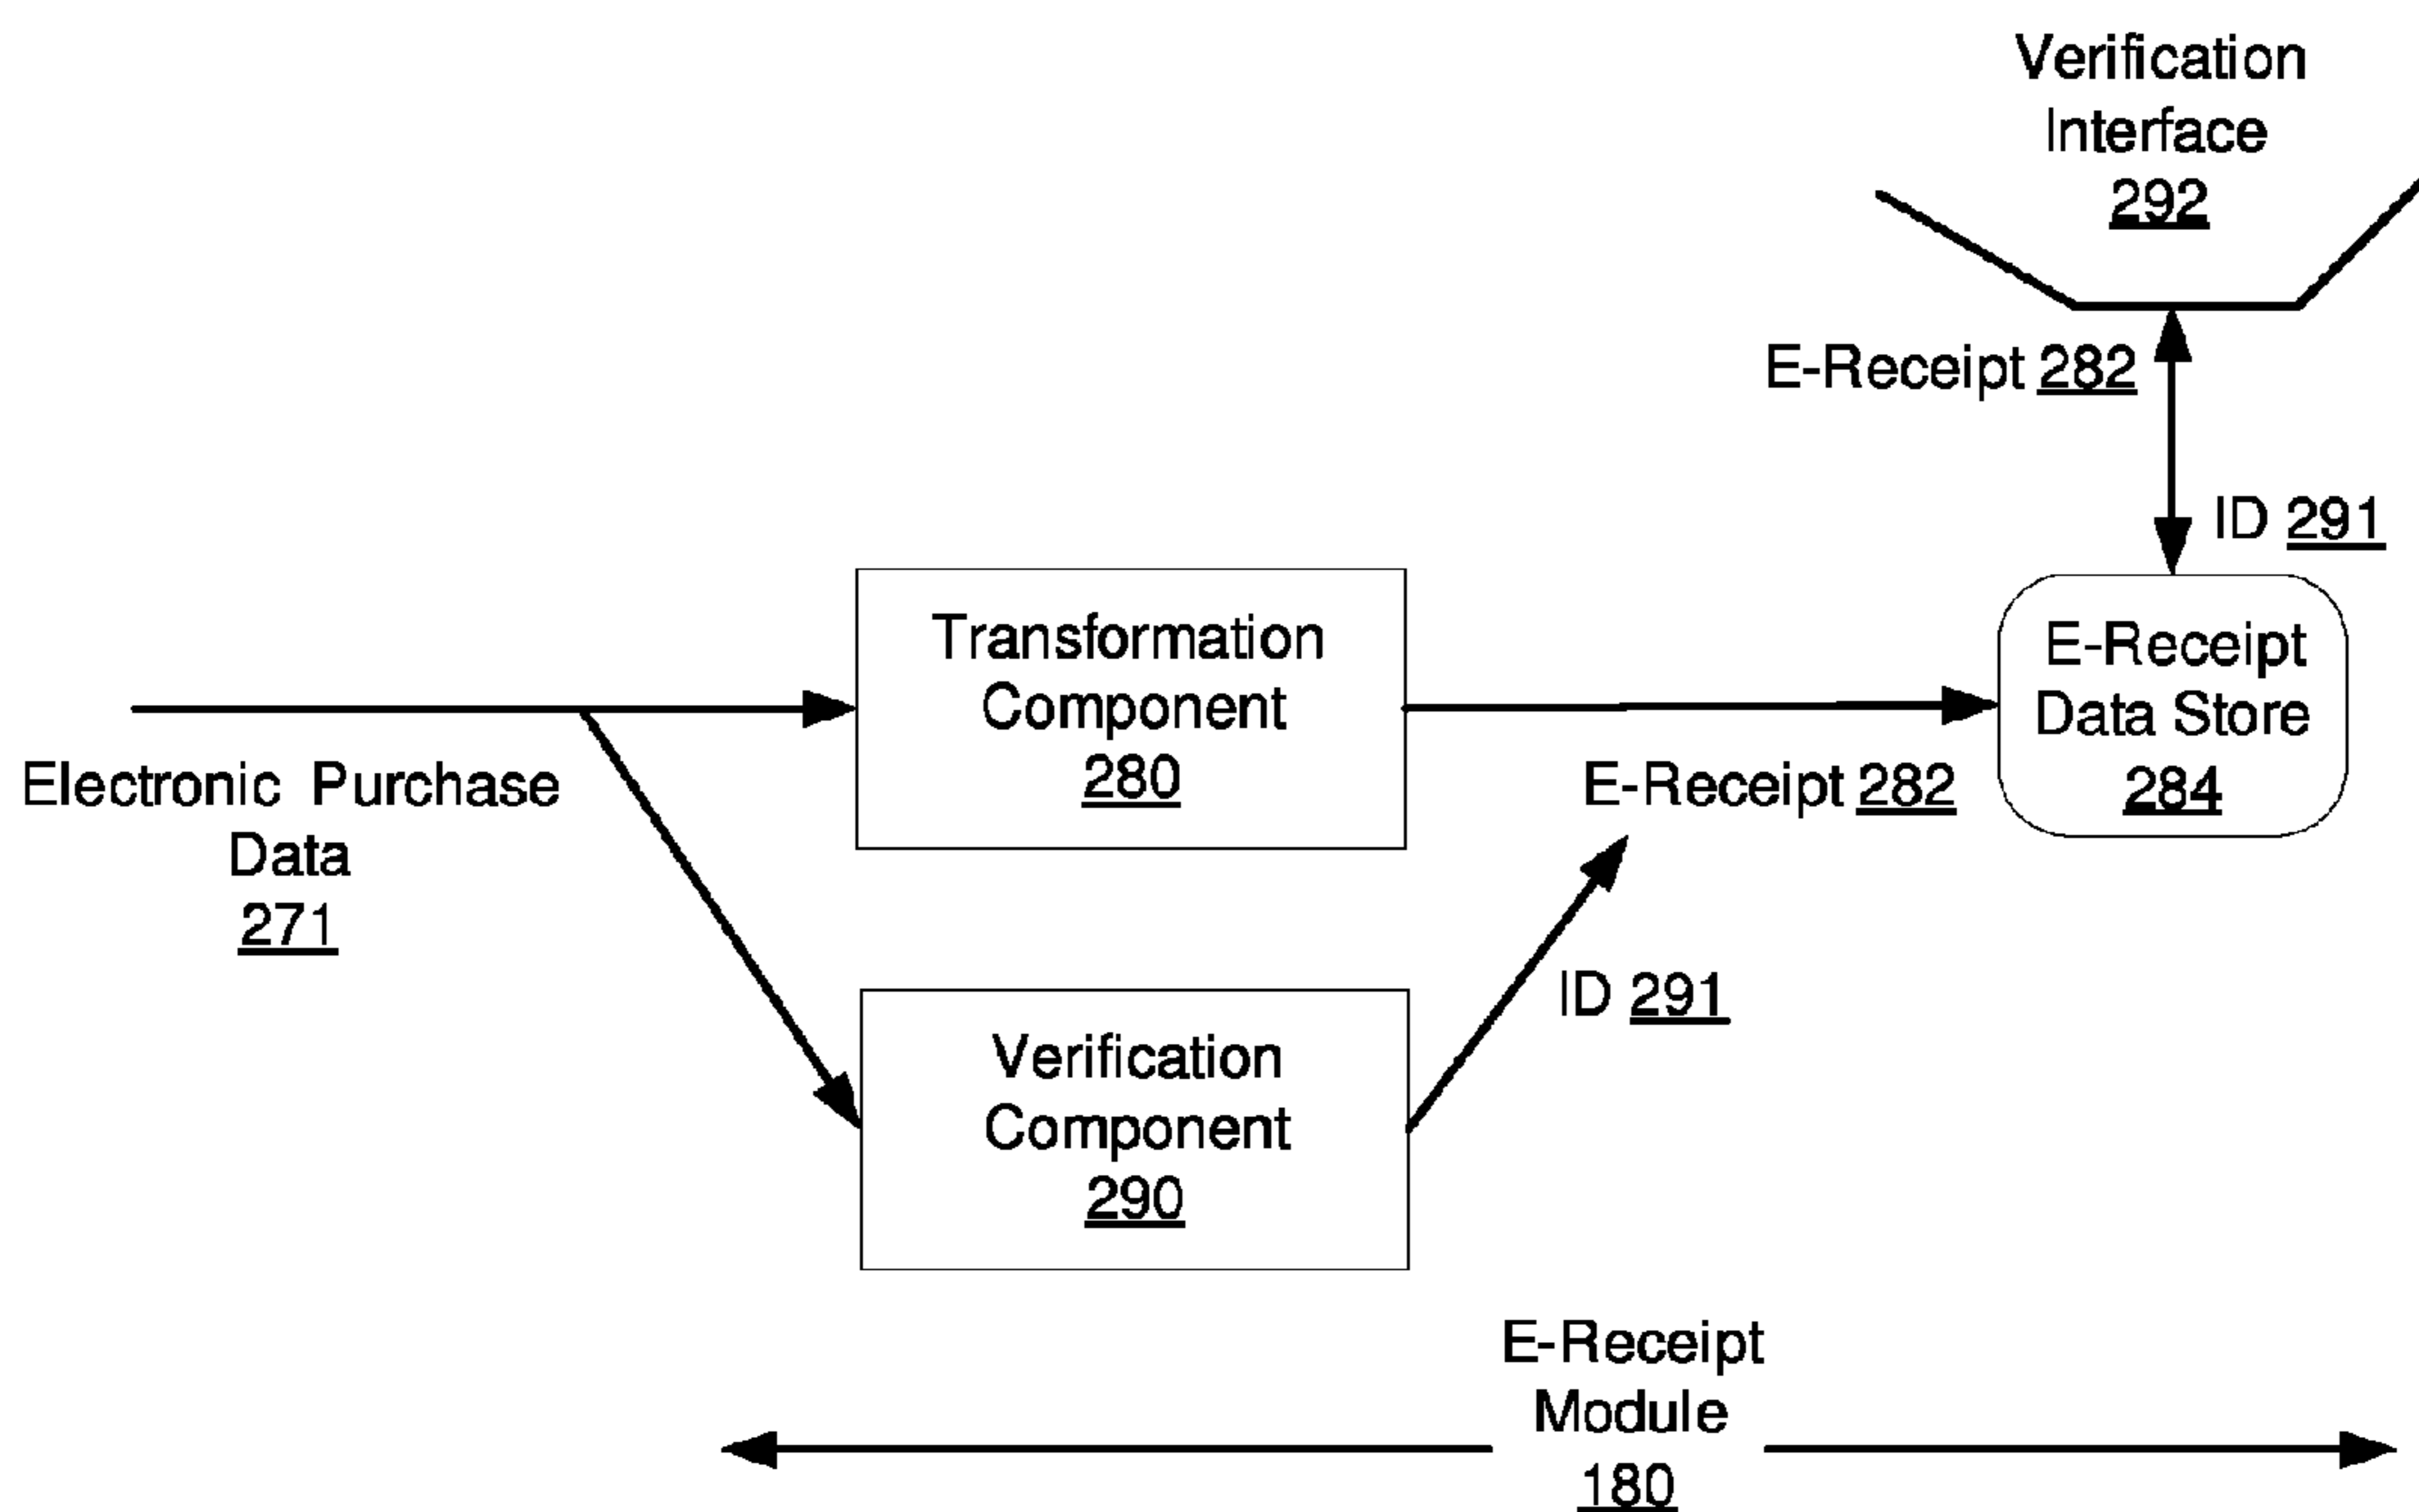 Verification
Interface
292
E-Receipt 282
ID 291
Transformation
Component
280
E-Receipt
Data Store
284
Electronic Purchase
Data
271
E-Receipt 282
ID 291
Verification
Component
290
E-Receipt
Module
180